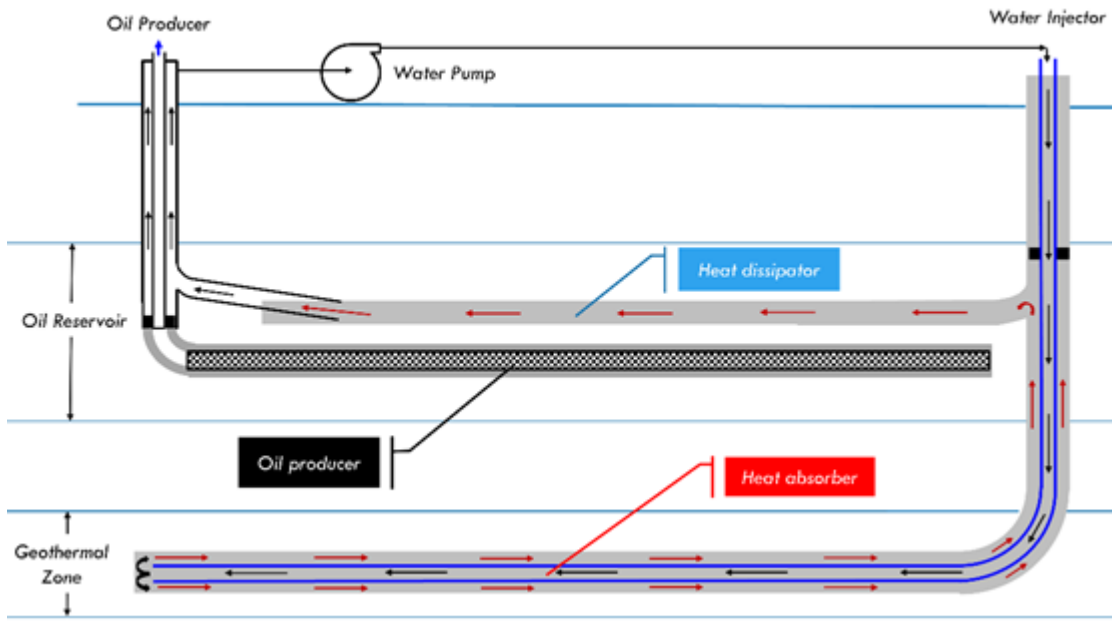 Oil Producer
Water Injector
Water Pump
Heat dissipator
Oil Reservoir
Oil producer
Heat absorber
Geothermal
Zone